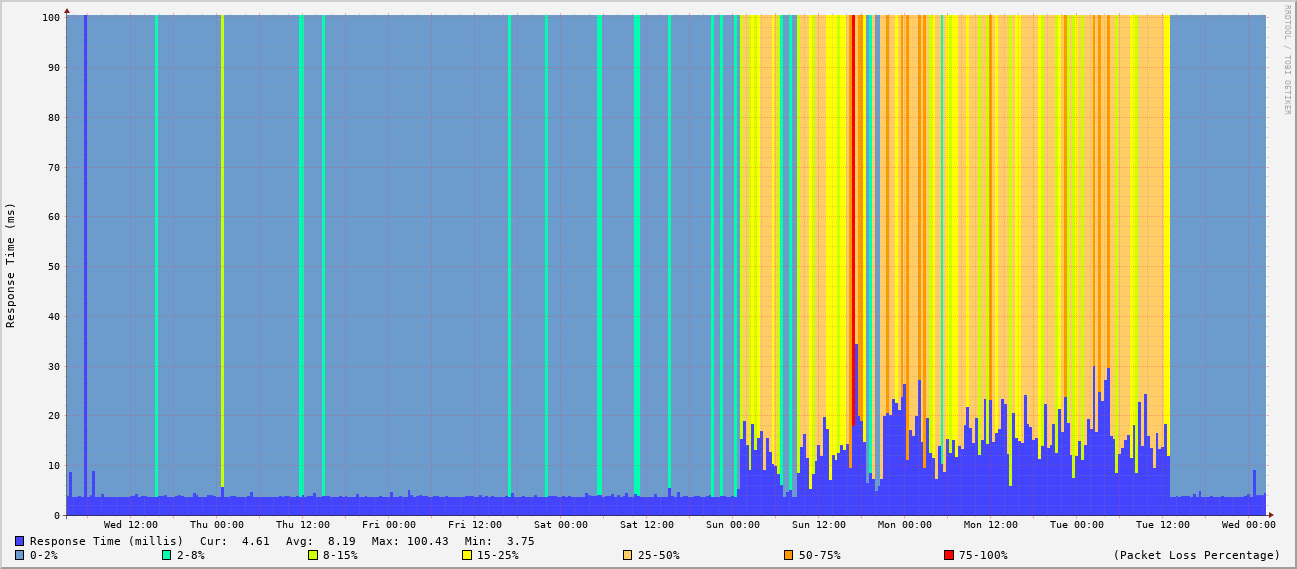 100
90
80
70
60
50
40
30
20
10
0
Response Time (ms)
RRDTOOL / TOBI OETIKER
Wed 12:00 Thu 00:00 Thu 12:00 Fri 00:00 Fri 12:00 Sat 00:00 Sat 12:00 Sun 00:00 Sun 12:00 Mon 00:00 Mon 12:00 Tue 00:00 Tue 12:00 Wed 00:00
Response Time (millis) Cur: 4.61 Avg: 8.19 Max: 100.43 Min: 3.75
0-2% 2-8% 8-15% 15-25% 25-50% 50-75% 75-100% (Packet Loss Percentage)